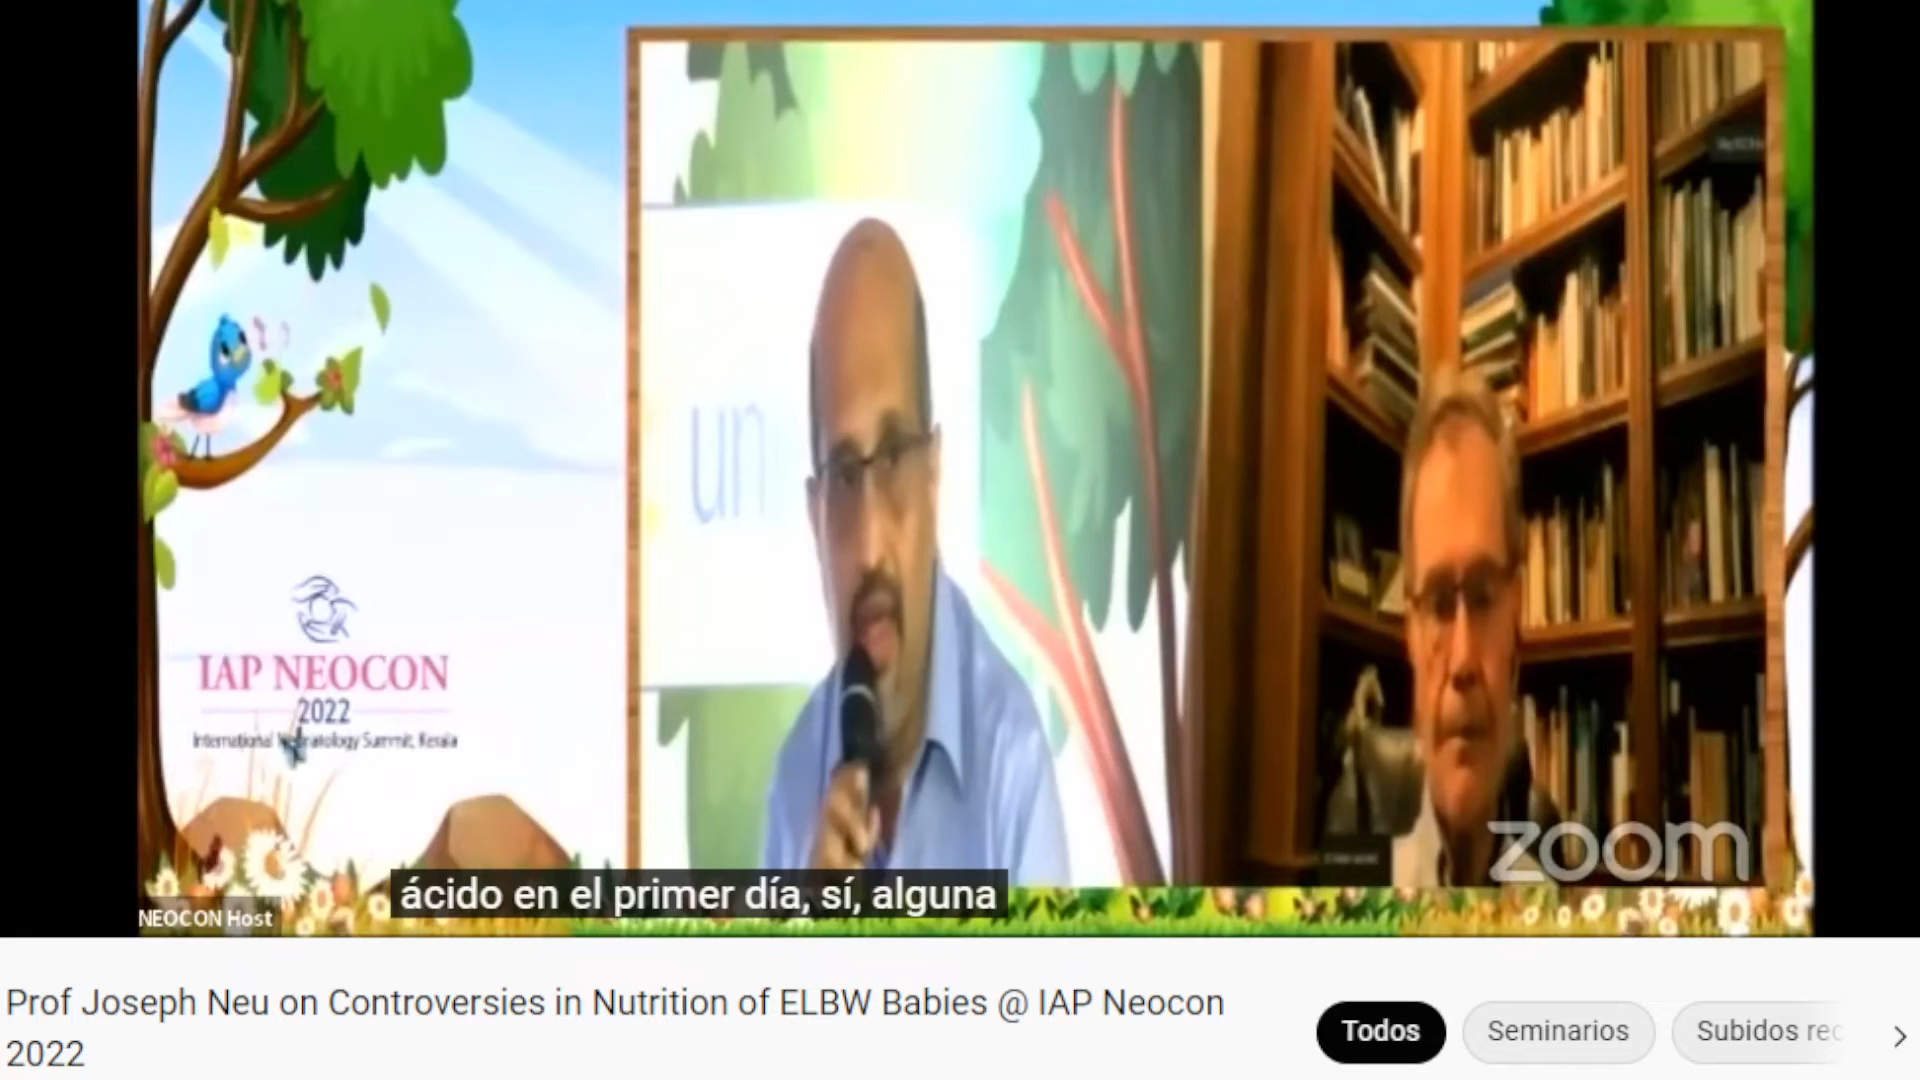 un
IAP NEOCON
2022
International Neonatology Summit, Kerala
zoom
ácido en el primer día, sí, alguna
NEOCON Host
Prof Joseph Neu on Controversies in Nutrition of ELBW Babies @ IAP Neocon
2022
Todos
Seminarios
Subidos rec